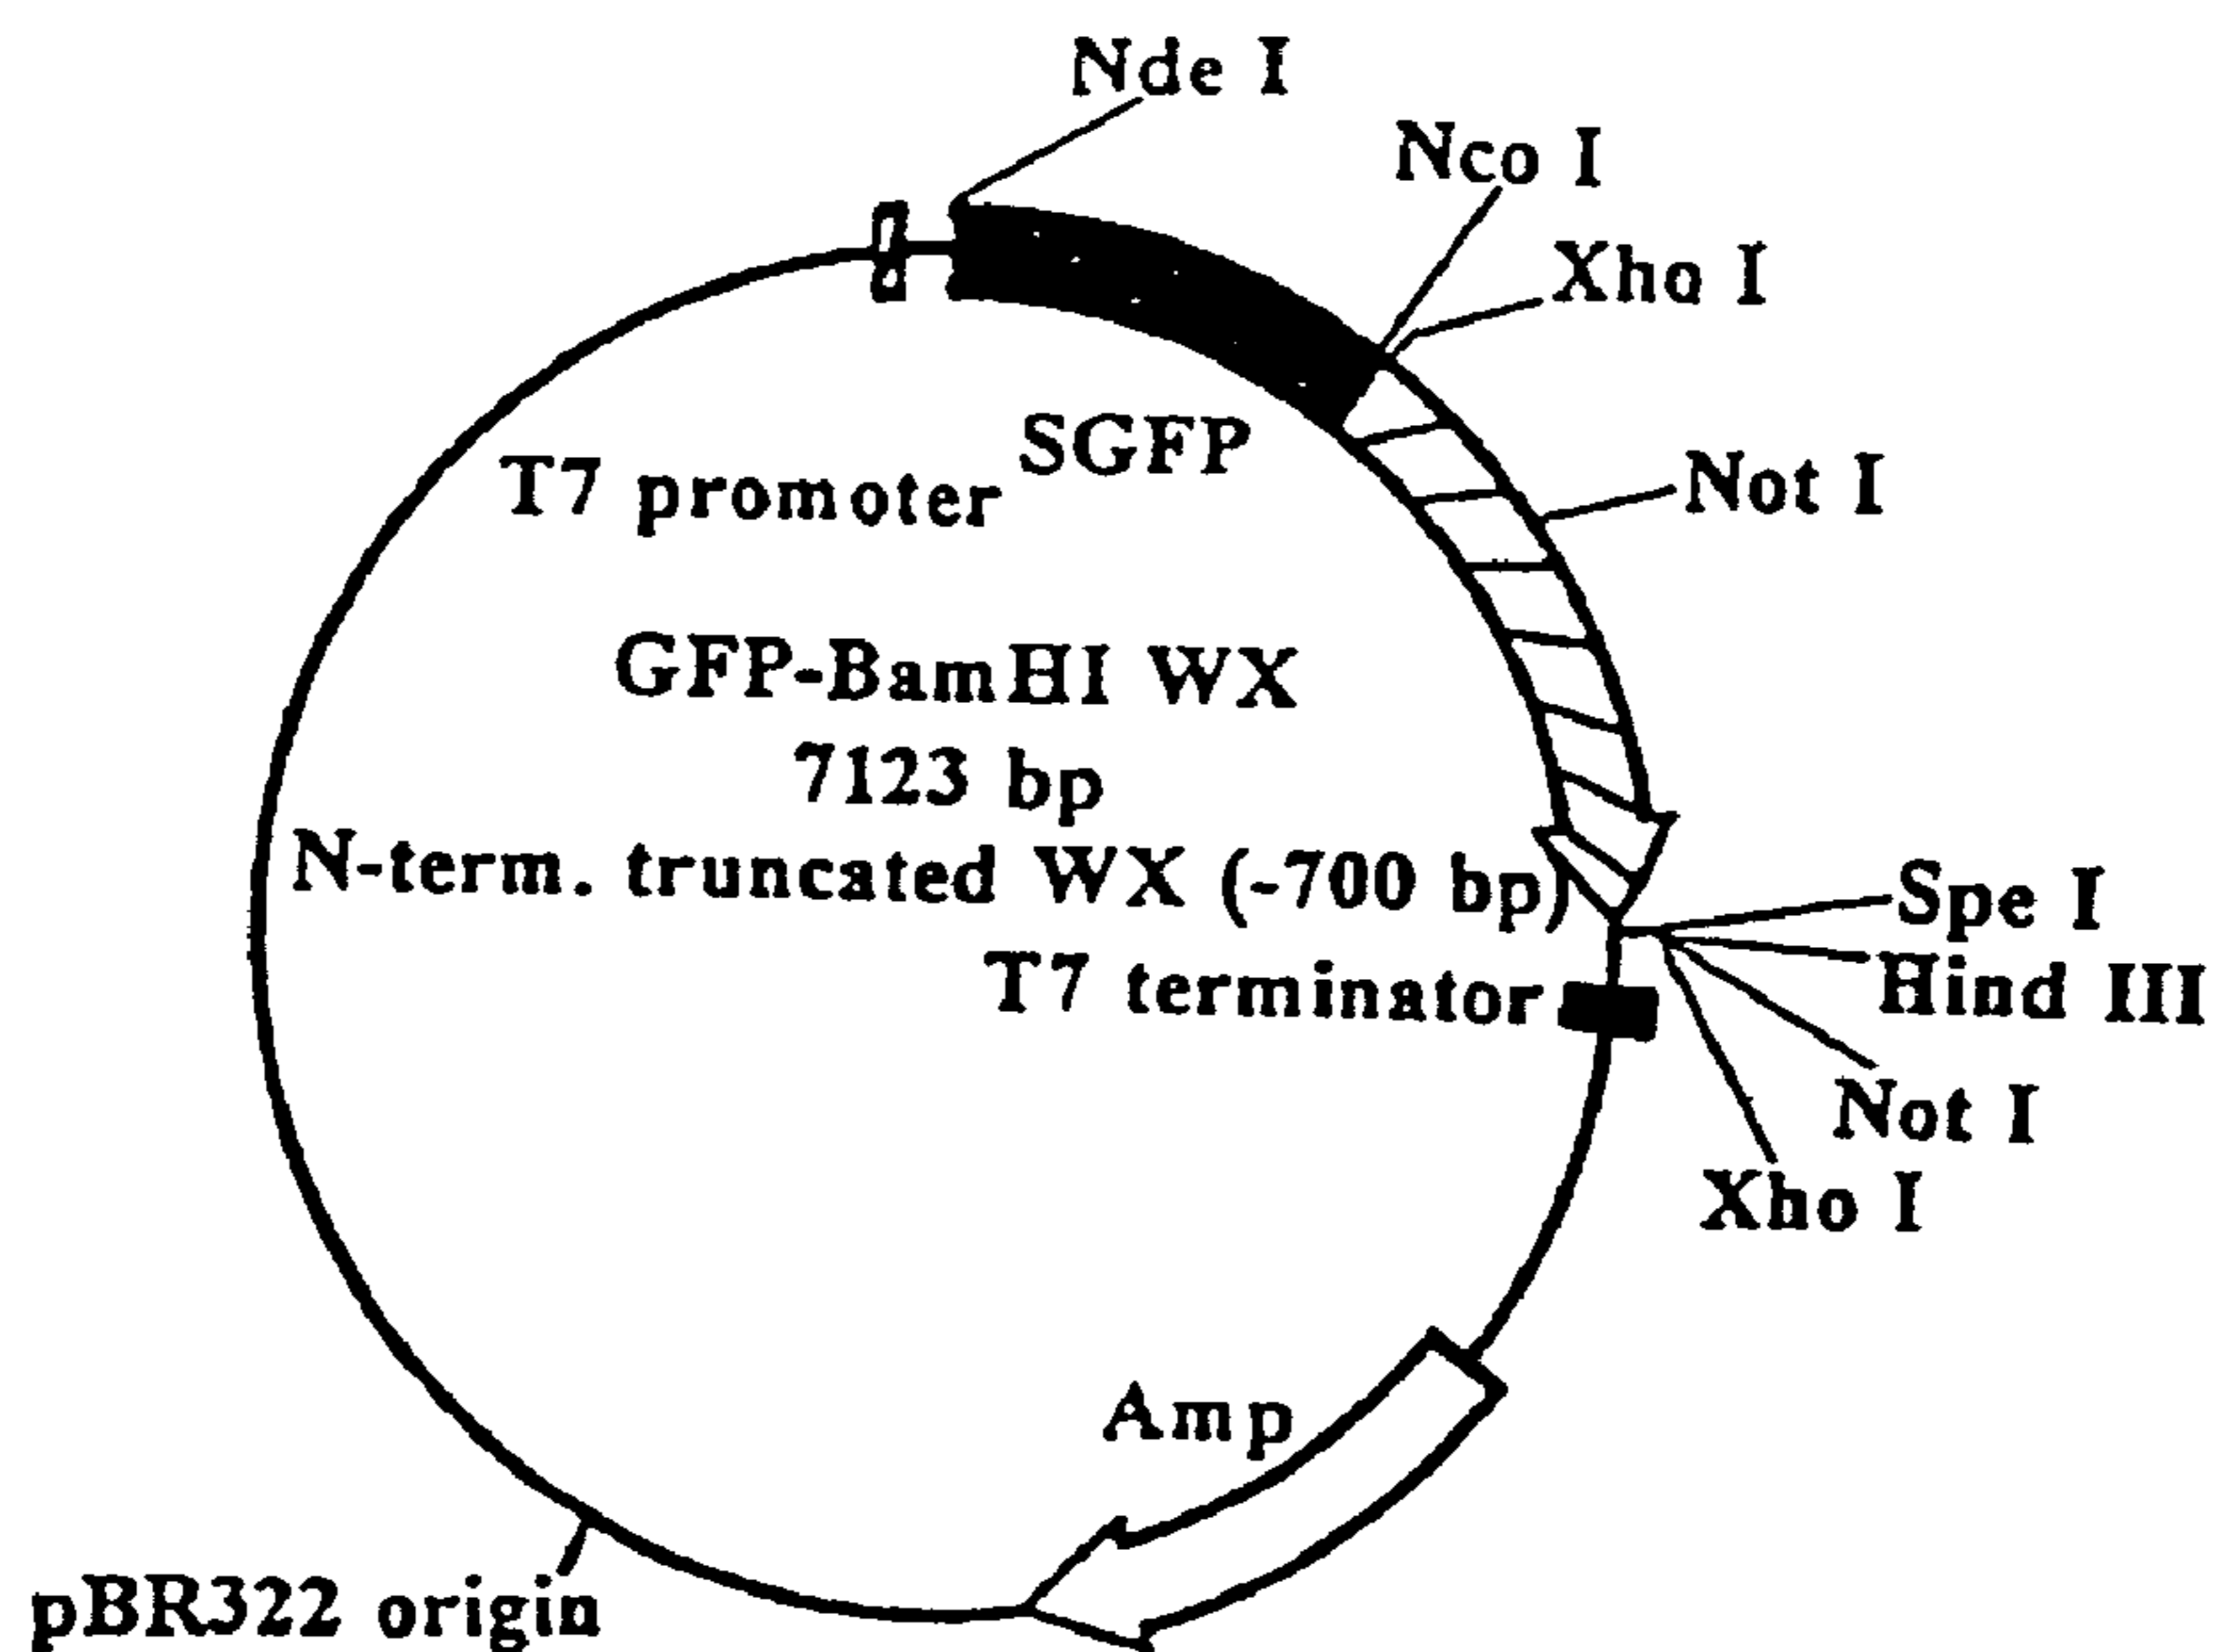 Nde I
Nco I
Xho I
SGFP
Not I
T7 promoter
GFP-BamHI WX
7123 bp
N-term. truncated WX (-700 bp)
Spe I
T7 terminator
Hind III
Not I
Xho I
Amp
pBR322 origin